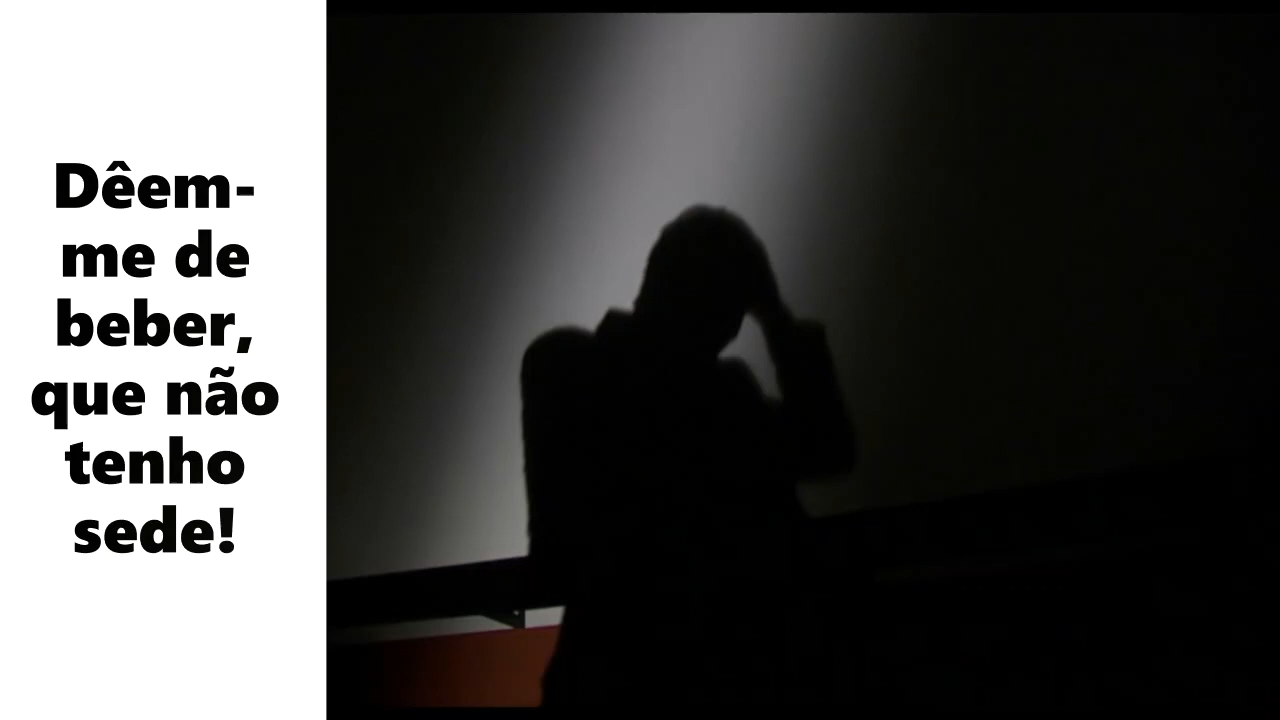 Dêem-
me de
beber,
que não
tenho
sede!